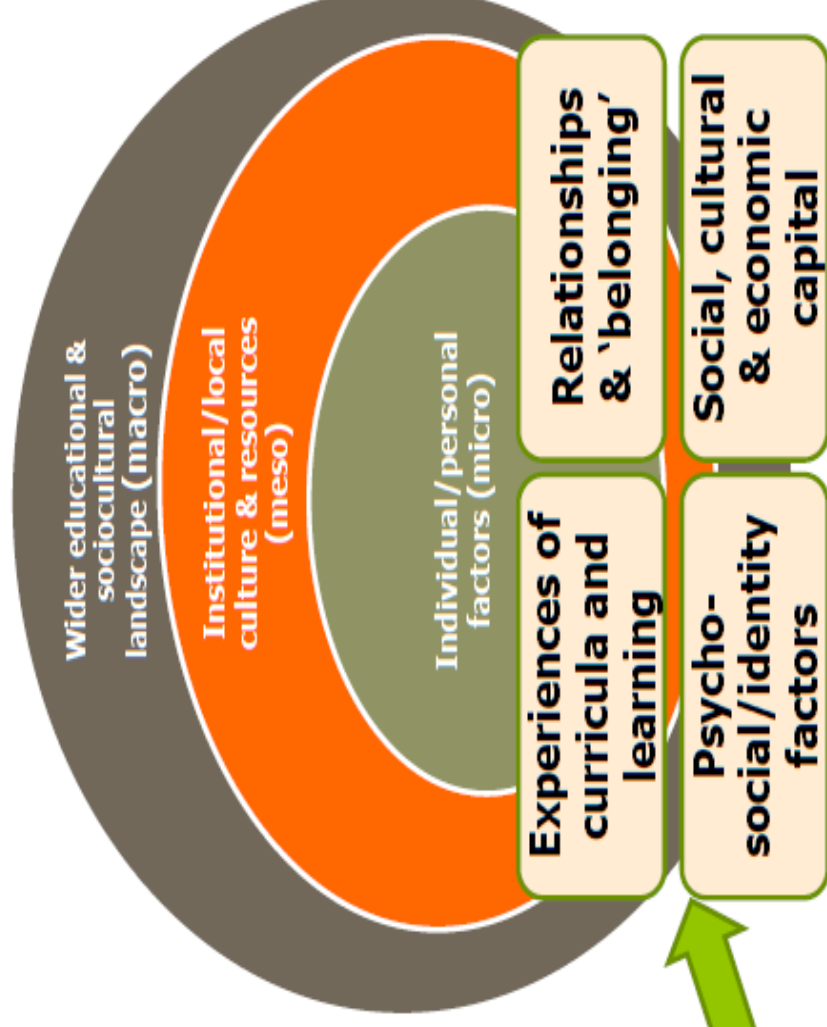 Wider educational &
sociocultural
landscape (macro)
Institutional/local
culture & resources
(meso)
Individual/personal
factors (micro)
Experiences of
curricula and
learning
Relationships
& ‘belonging’
Psycho-
social/identity
factors
Social, cultural
& economic
capital